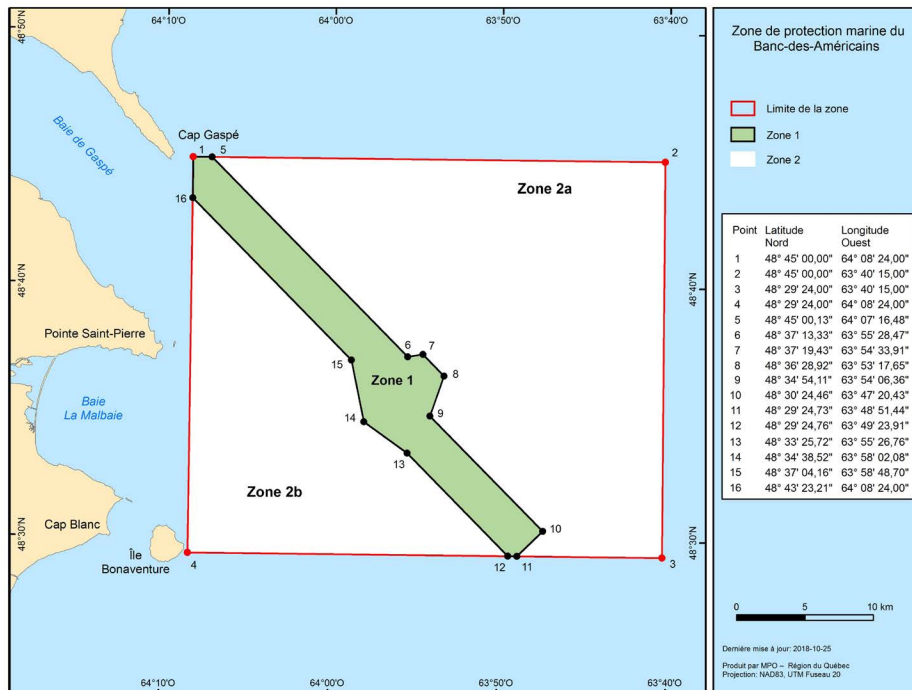 64°10'O 64°00'O 63°50'O 63°40'O
48°50'N
48°50'N
Baie de Gaspé
Cap Gaspé
1 5 2
16
Zone 2a
48°40'N
48°40'N
Pointe Saint-Pierre
6 7
15 8
Zone 1
Baie
La Malbaie
14 9
13
Zone 2b
Cap Blanc
10
48°30'N
48°30'N
Île
Bonaventure
4 12 11 3
64°10'O 64°00'O 63°50'O 63°40'O
Zone de protection marine du
Banc-des-Américains
Limite de la zone
Zone 1
Zone 2
Point Latitude Longitude
Nord Ouest
1 48° 45' 00,00" 64° 08' 24,00"
2 48° 45' 00,00" 63° 40' 15,00"
3 48° 29' 24,00" 63° 40' 15,00"
4 48° 29' 24,00" 64° 08' 24,00"
5 48° 45' 00,13" 64° 07' 16,48"
6 48° 37' 13,33" 63° 55' 28,47"
7 48° 37' 19,43" 63° 54' 33,91"
8 48° 36' 28,92" 63° 53' 17,65"
9 48° 34' 54,11" 63° 54' 06,36"
10 48° 30' 24,46" 63° 47' 20,43"
11 48° 29' 24,73" 63° 48' 51,44"
12 48° 29' 24,76" 63° 49' 23,91"
13 48° 33' 25,72" 63° 55' 26,76"
14 48° 34' 38,52" 63° 58' 02,08"
15 48° 37' 04,16" 63° 58' 48,70"
16 48° 43' 23,21" 64° 08' 24,00"
0 5 10 km
Dernière mise à jour: 2018-10-25
Produit par MPO – Région du Québec
Projection: NAD83, UTM Fuseau 20